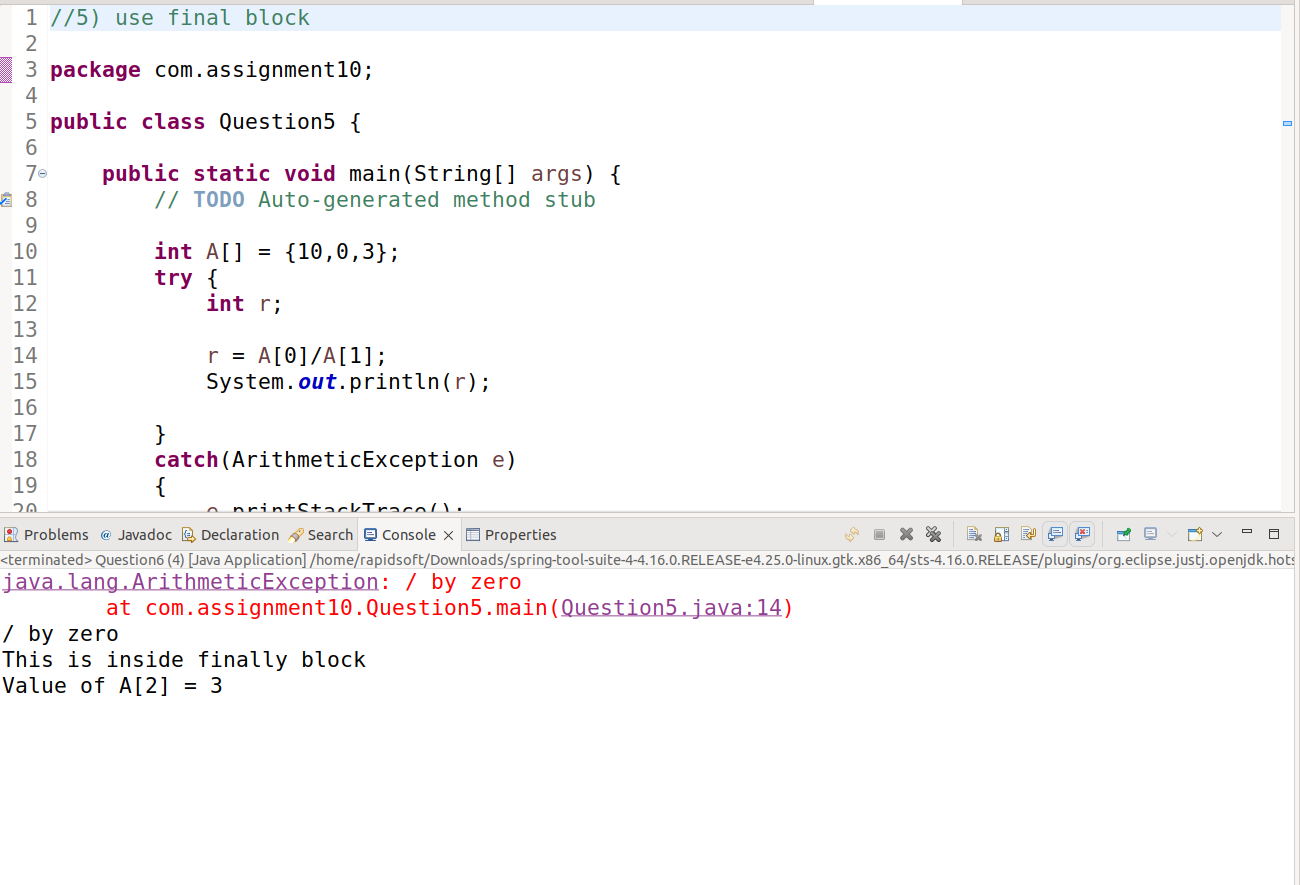 1 //5) use final block
2
3 package com.assignment10;
4
5 public class Question5 {
6
7 public static void main(String[] args) {
8 // TODO Auto-generated method stub
9
10 int A[] = {10,0,3};
11 try {
12 int r;
13
14 r = A[0]/A[1];
15 System.out.println(r);
16
17 }
18 catch(ArithmeticException e)
19 {
20 e.printStackTrace();
Problems @ Javadoc Declaration Search Console Properties
<terminated> Question6 (4) [Java Application] /home/rapidsoft/Downloads/spring-tool-suite-4-4.16.0.RELEASE-e4.25.0-linux.gtk.x86_64/sts-4.16.0.RELEASE/plugins/org.eclipse.justj.openjdk.hots
java.lang.ArithmeticException: / by zero
at com.assignment10.Question5.main(Question5.java:14)
/ by zero
This is inside finally block
Value of A[2] = 3